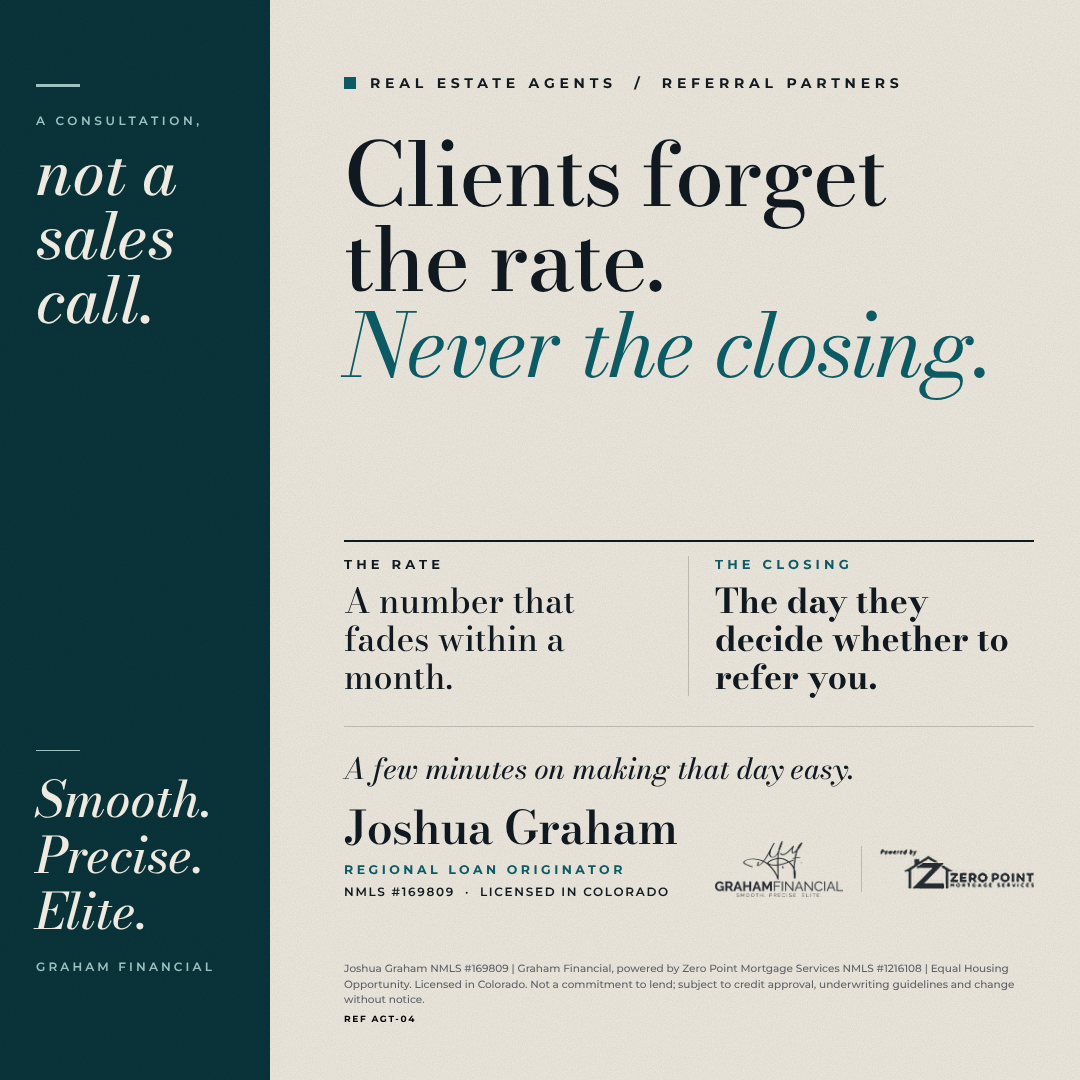 A CONSULTATION,
not a
sales
call.
Smooth.
Precise.
Elite.
GRAHAM FINANCIAL
REAL ESTATE AGENTS / REFERRAL PARTNERS
Clients forget
the rate.
Never the closing.
THE RATE
A number that
fades within a
month.
THE CLOSING
The day they
decide whether to
refer you.
A few minutes on making that day easy.
Joshua Graham
REGIONAL LOAN ORIGINATOR
NMLS #169809 · LICENSED IN COLORADO
GRAHAMFINANCIAL
SMOOTH. PRECISE. ELITE.
Powered by
Z ZERO POINT
MORTGAGE SERVICES
Joshua Graham NMLS #169809 | Graham Financial, powered by Zero Point Mortgage Services NMLS #1216108 | Equal Housing
Opportunity. Licensed in Colorado. Not a commitment to lend; subject to credit approval, underwriting guidelines and change
without notice.
REF AGT-04